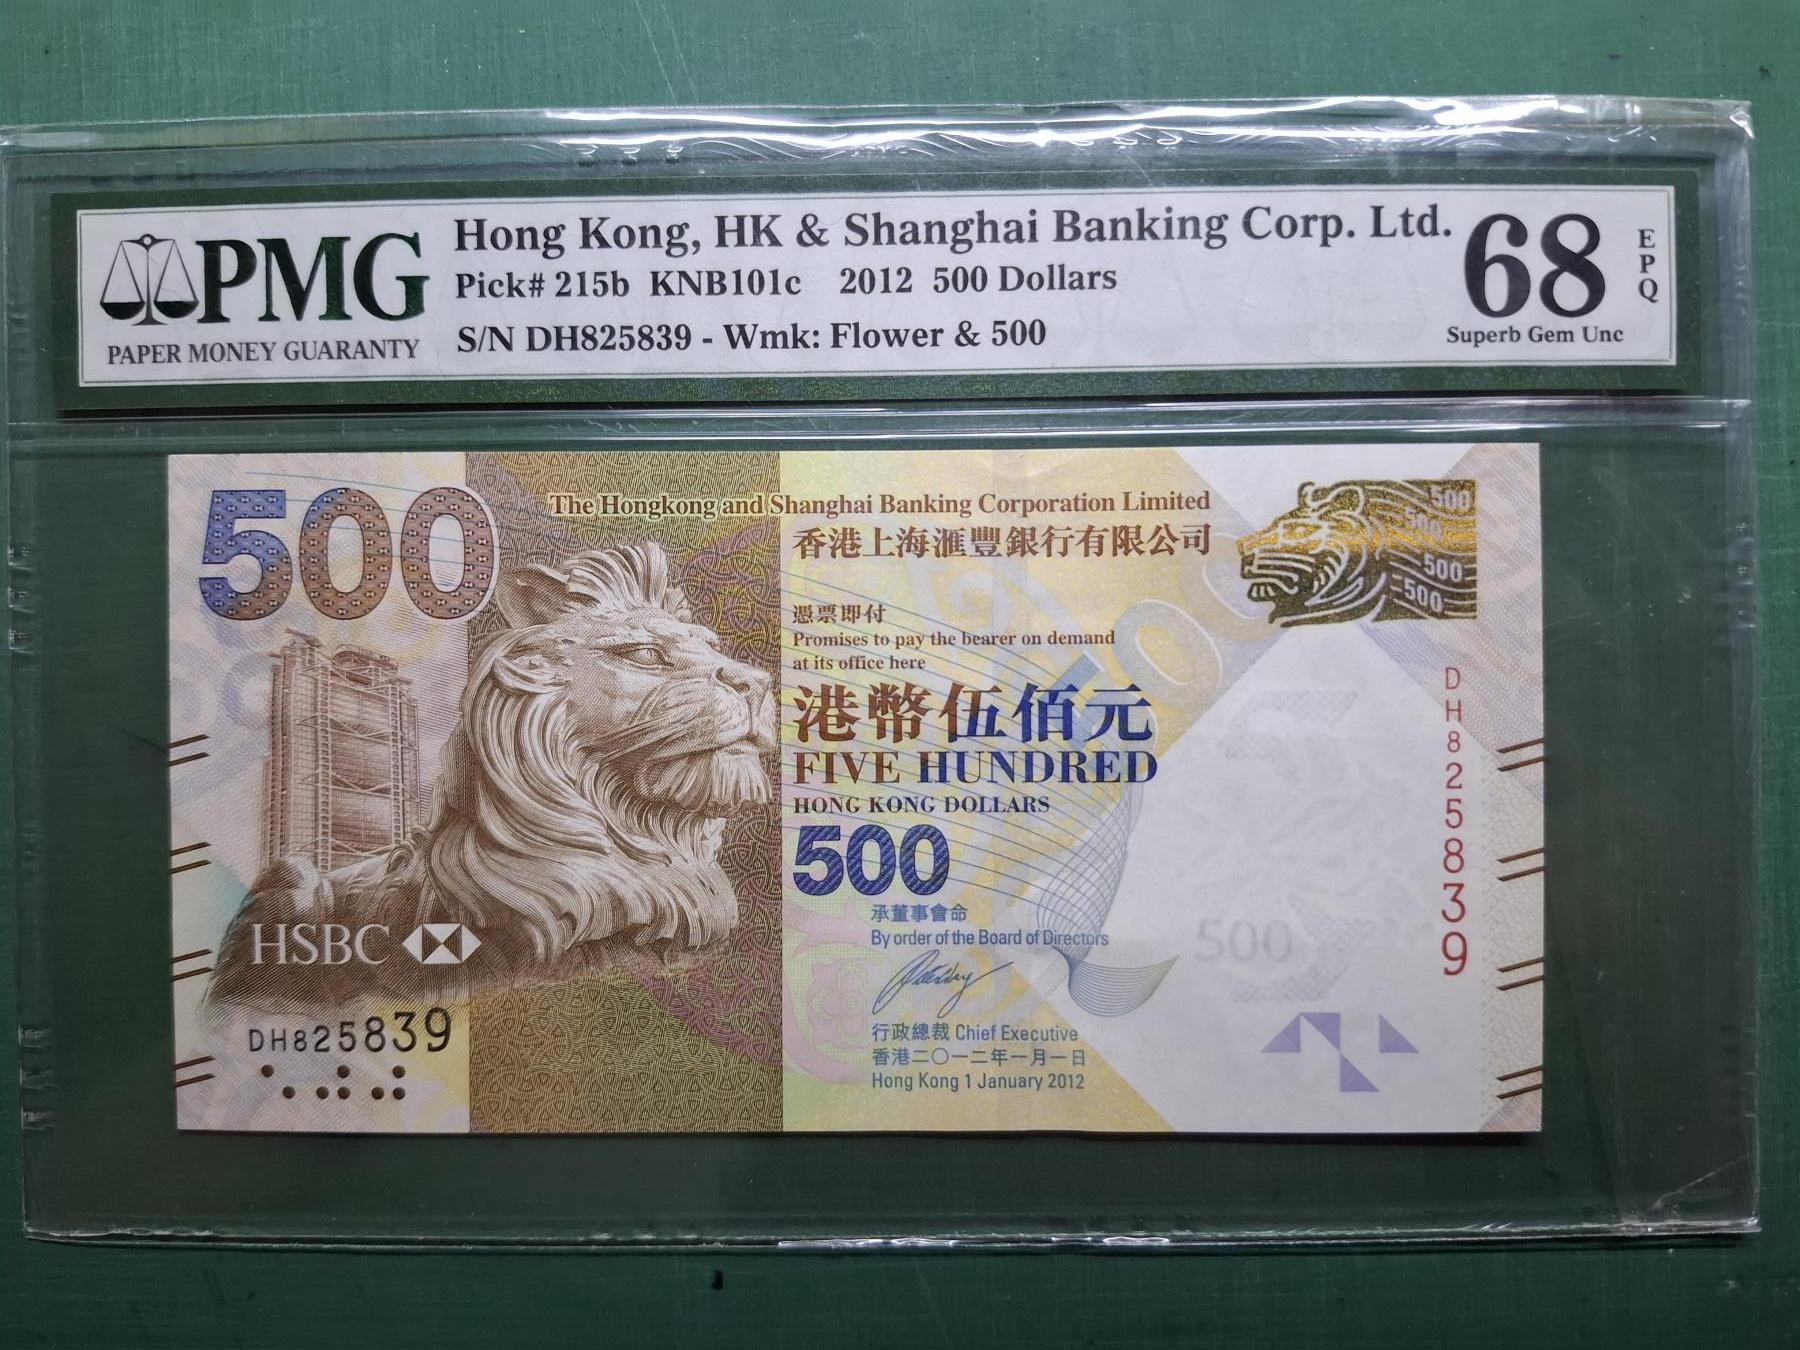 PMG
PAPER MONEY GUARANTY
Hong Kong, HK & Shanghai Banking Corp. Ltd.
Pick# 215b KNB101c 2012 500 Dollars
S/N DH825839 - Wmk: Flower & 500
68
EPQ
Superb Gem Unc
500
The Hongkong and Shanghai Banking Corporation Limited
香港上海滙豐銀行有限公司
500
500
500
500
憑票即付
Promises to pay the bearer on demand
at its office here
港幣伍佰元
FIVE HUNDRED
HONG KONG DOLLARS
500
承董事會命
By order of the Board of Directors
行政總裁 Chief Executive
香港二〇一二年一月一日
Hong Kong 1 January 2012
HSBC
DH825839
500
500
DH825839